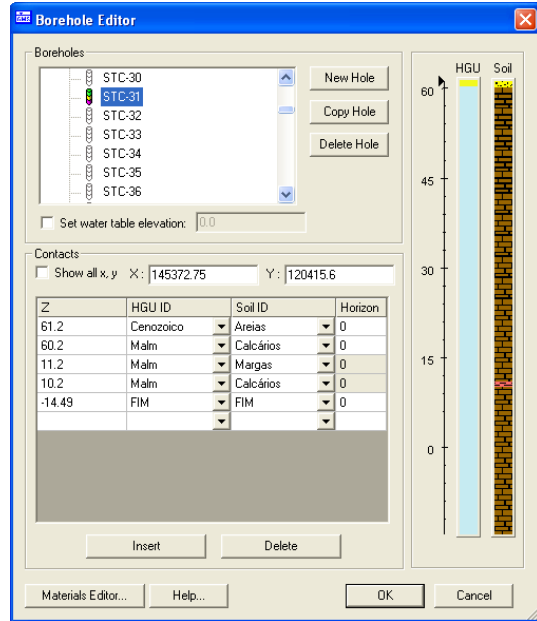 GMS Borehole Editor
Boreholes
STC-30
STC-31
STC-32
STC-33
STC-34
STC-35
STC-36
New Hole
Copy Hole
Delete Hole
Set water table elevation: 0.0
Contacts
Show all x, y X: 145372.75 Y: 120415.6
Z HGU ID Soil ID Horizon
61.2 Cenozoico Areias 0
60.2 Malm Calcários 0
11.2 Malm Margas 0
10.2 Malm Calcários 0
-14.49 FIM FIM 0
Insert Delete
Materials Editor... Help... OK Cancel
HGU Soil
60
45
30
15
0